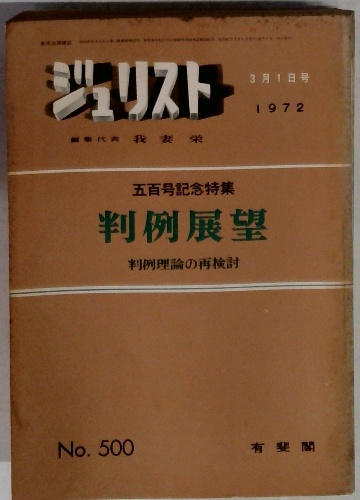 ジュリスト
3月1日号
1972
編集代表 我妻栄
五百号記念特集
判例展望
判例理論の再検討
No. 500
有斐閣